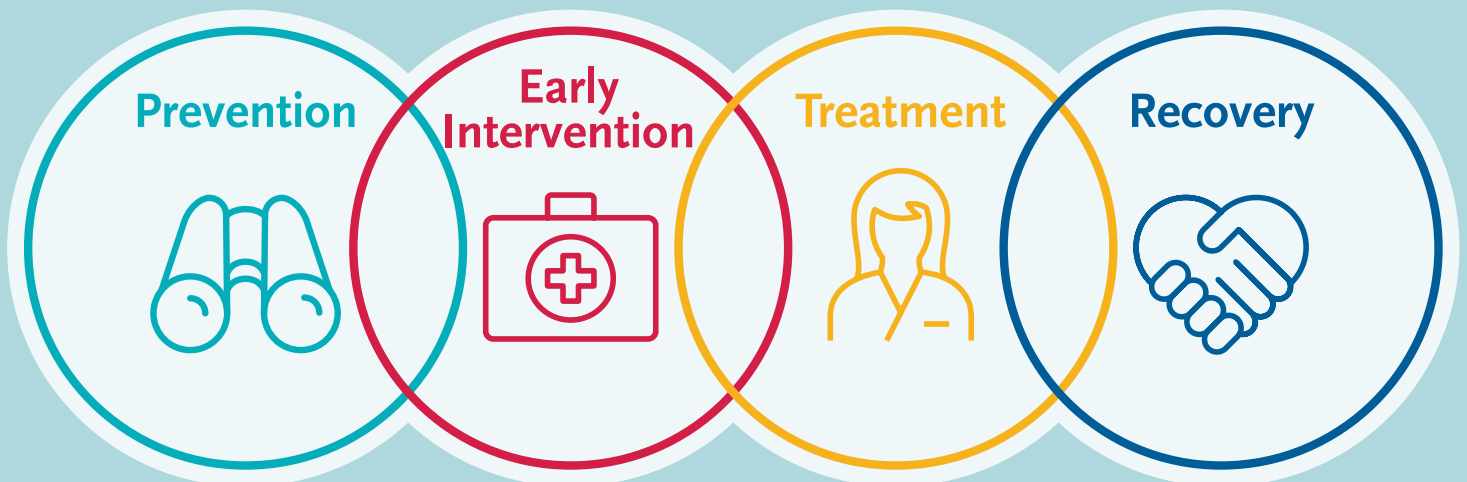 Prevention
Early
Intervention
Treatment
Recovery